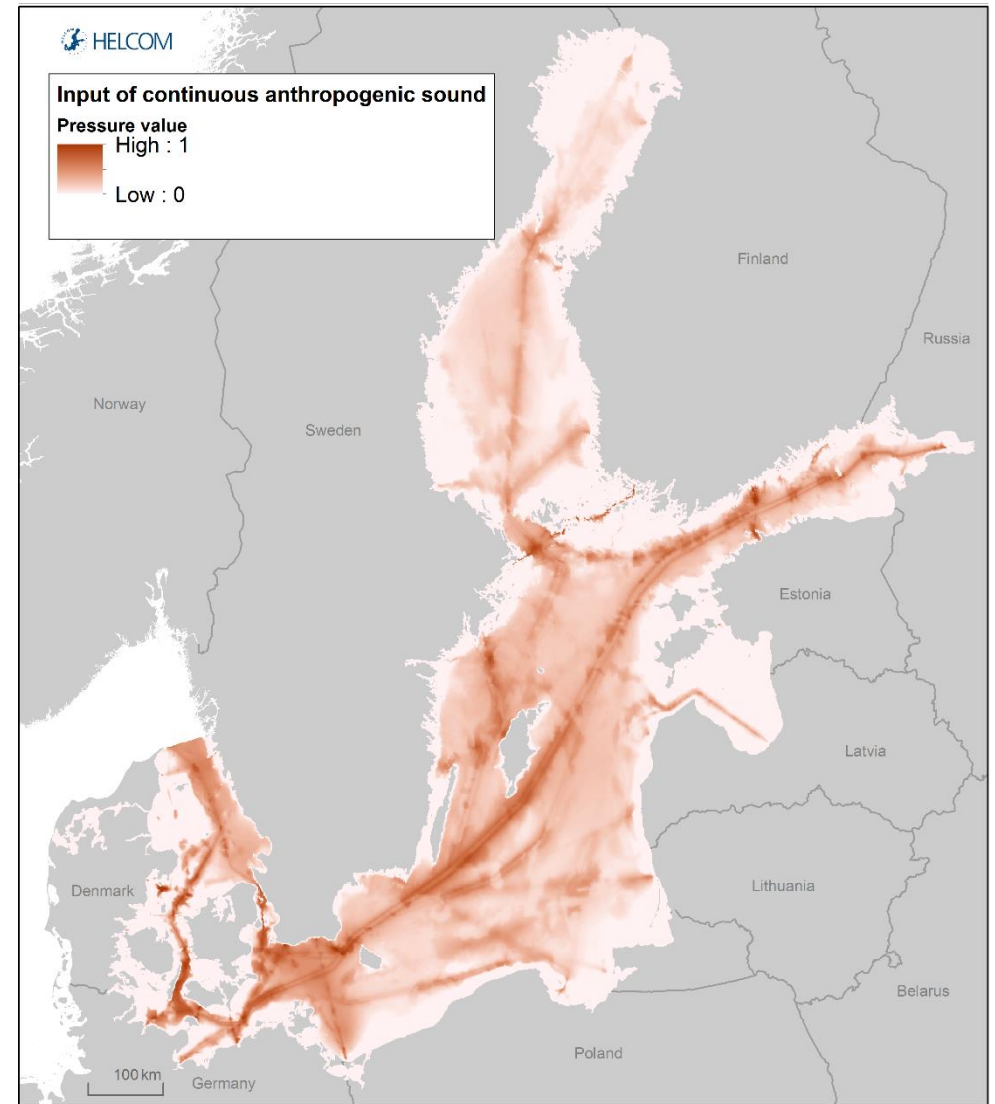 HELCOM
Input of continuous anthropogenic sound
Pressure value
High : 1
Low : 0
Finland
Russia
Norway
Sweden
Estonia
Latvia
Denmark
Lithuania
Belarus
Poland
100 km
Germany